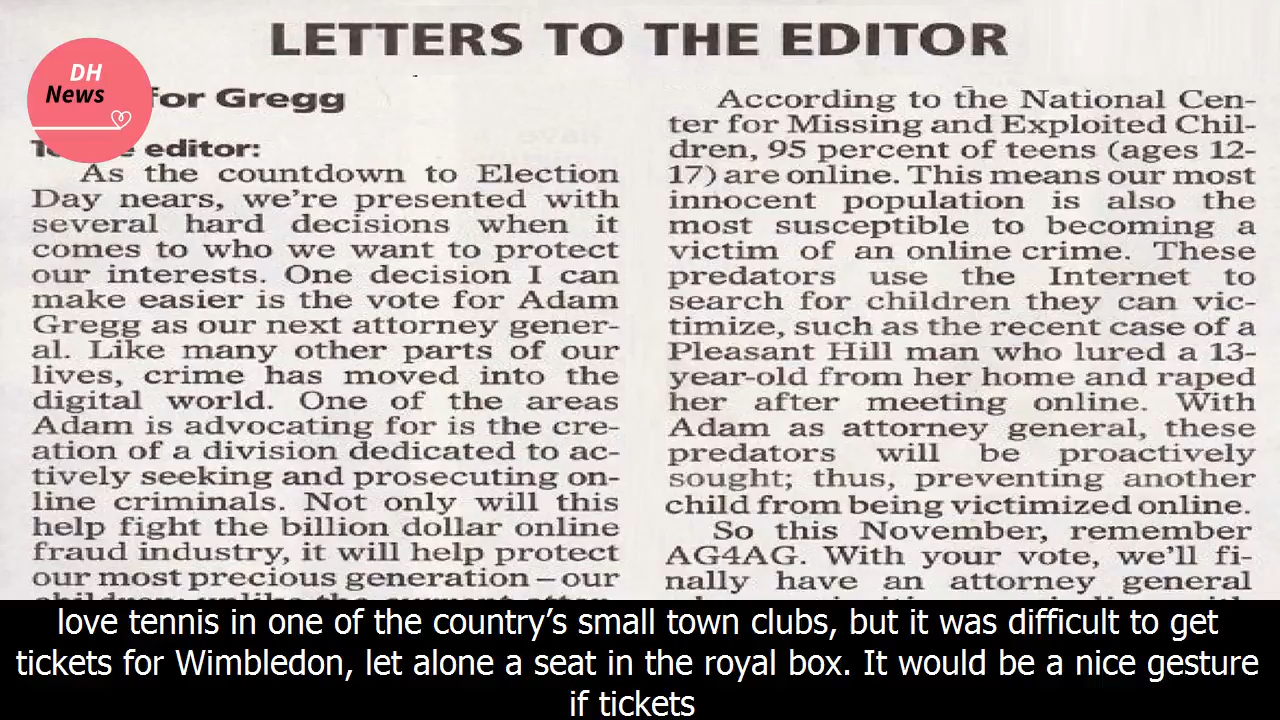 LETTERS TO THE EDITOR
DH
News
for Gregg
editor:
As the countdown to Election
Day nears, we're presented with
several hard decisions when it
comes to who we want to protect
our interests. One decision I can
make easier is the vote for Adam
Gregg as our next attorney gener-
al. Like many other parts of our
lives, crime has moved into the
digital world. One of the areas
Adam is advocating for is the cre-
ation of a division dedicated to ac-
tively seeking and prosecuting on-
line criminals. Not only will this
help fight the billion dollar online
fraud industry, it will help protect
our most precious generation – our
According to the National Cen-
ter for Missing and Exploited Chil-
dren, 95 percent of teens (ages 12-
17) are online. This means our most
innocent population is also the
most susceptible to becoming a
victim of an online crime. These
predators use the Internet to
search for children they can vic-
timize, such as the recent case of a
Pleasant Hill man who lured a 13-
year-old from her home and raped
her after meeting online. With
Adam as attorney general, these
predators will be proactively
sought; thus, preventing another
child from being victimized online.
So this November, remember
AG4AG. With your vote, we'll fi-
nally have an attorney general
love tennis in one of the country’s small town clubs, but it was difficult to get
tickets for Wimbledon, let alone a seat in the royal box. It would be a nice gesture
if tickets